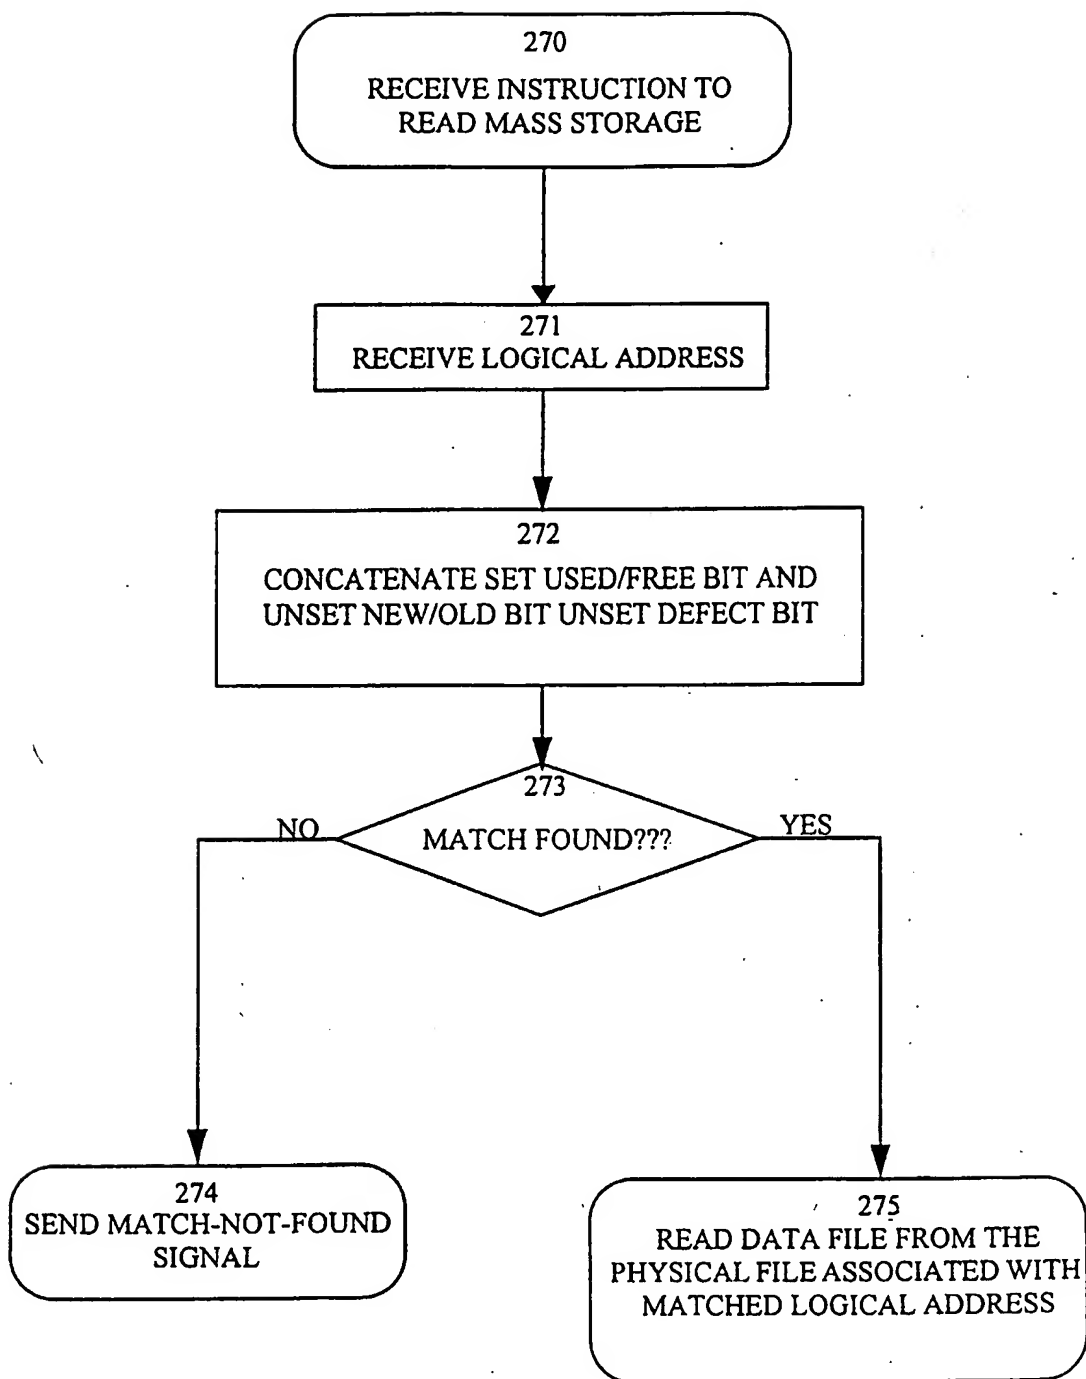 270
RECEIVE INSTRUCTION TO
READ MASS STORAGE
271
RECEIVE LOGICAL ADDRESS
272
CONCATENATE SET USED/FREE BIT AND
UNSET NEW/OLD BIT UNSET DEFECT BIT
273
MATCH FOUND???
NO
YES
274
SEND MATCH-NOT-FOUND
SIGNAL
275
READ DATA FILE FROM THE
PHYSICAL FILE ASSOCIATED WITH
MATCHED LOGICAL ADDRESS